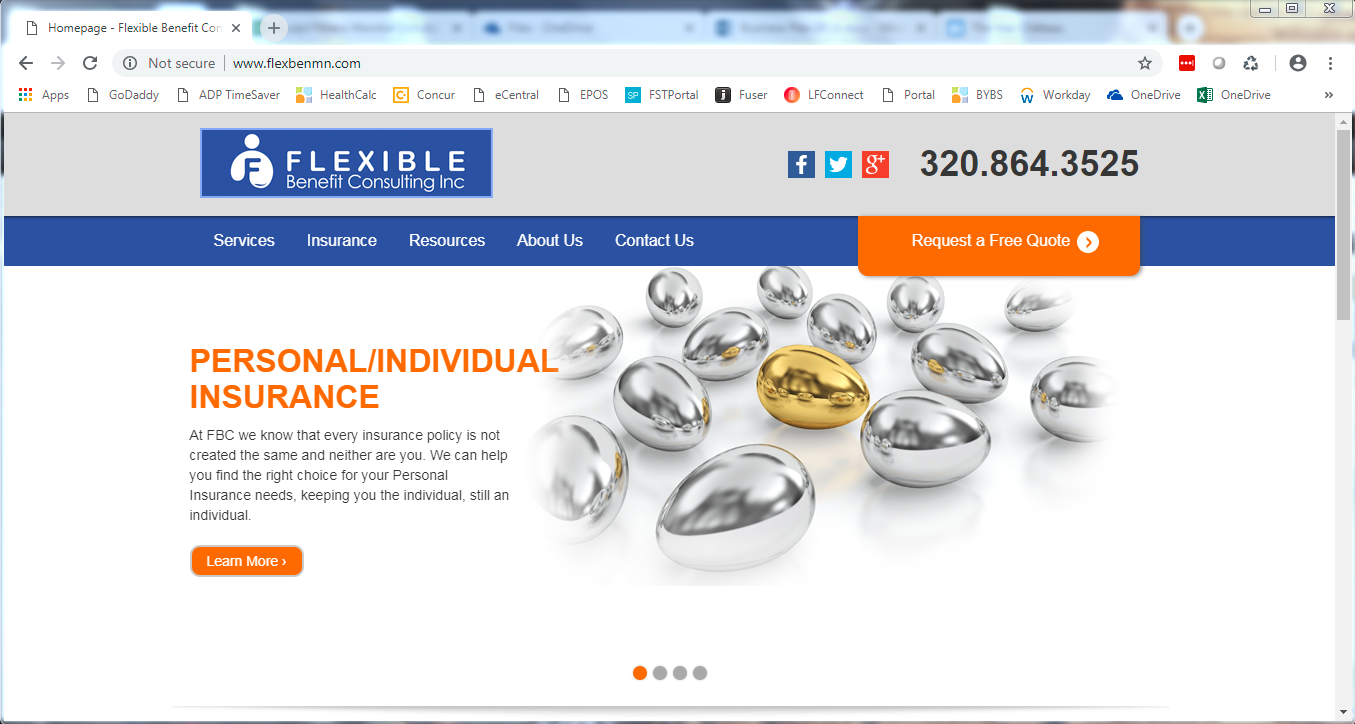 Homepage - Flexible Benefit Con
Not secure | www.flexbenmn.com
Apps GoDaddy ADP TimeSaver HealthCalc Concur eCentral EPOS FSTPortal Fuser LFConnect Portal BYBS Workday OneDrive OneDrive »
FLEXIBLE
Benefit Consulting Inc
320.864.3525
Services Insurance Resources About Us Contact Us Request a Free Quote
PERSONAL/INDIVIDUAL
INSURANCE
At FBC we know that every insurance policy is not
created the same and neither are you. We can help
you find the right choice for your Personal
Insurance needs, keeping you the individual, still an
individual.
Learn More ›